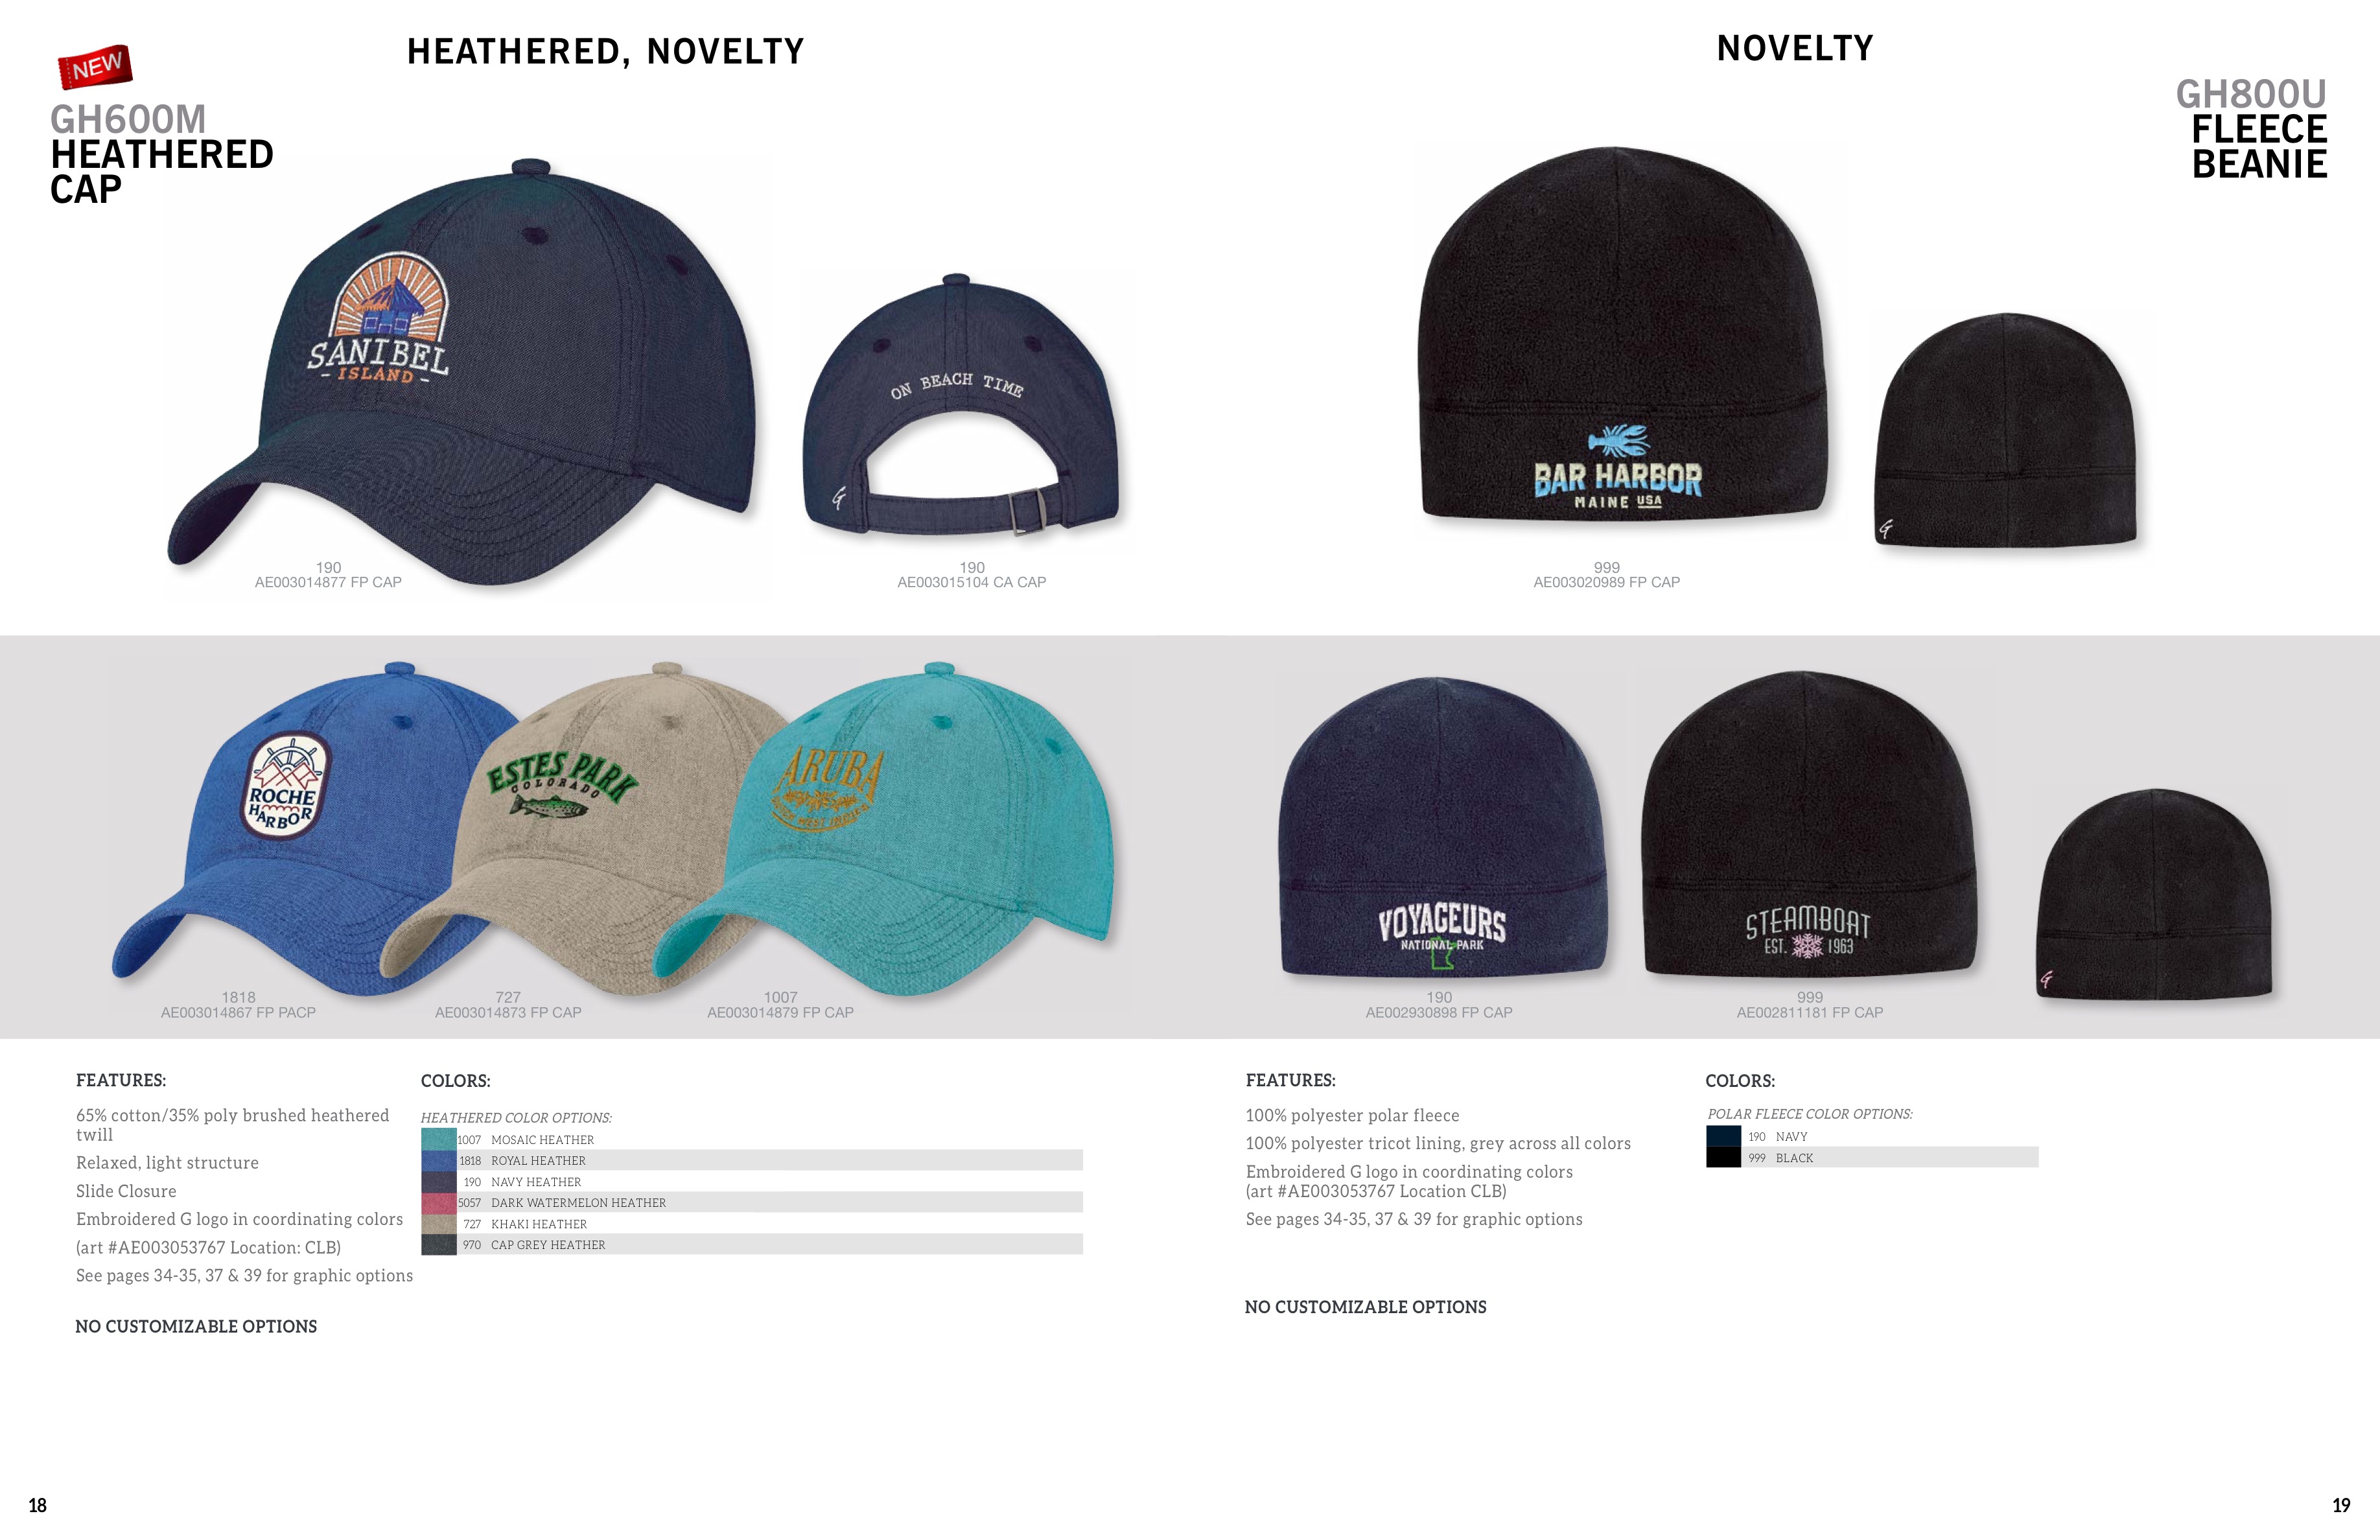 HEATHERED, NOVELTY
NEW
GH600M
HEATHERED
CAP
SANIBEL
- ISLAND -
ON BEACH TIME
G
190
AE003014877 FP CAP
190
AE003015104 CA CAP
ROCHE
HARBOR
ESTES PARK
COLORADO
ARUBA
DUTCH WEST INDIES
1818
AE003014867 FP PACP
727
AE003014873 FP CAP
1007
AE003014879 FP CAP
FEATURES:
65% cotton/35% poly brushed heathered
twill
Relaxed, light structure
Slide Closure
Embroidered G logo in coordinating colors
(art #AE003053767 Location: CLB)
See pages 34-35, 37 & 39 for graphic options
NO CUSTOMIZABLE OPTIONS
COLORS:
HEATHERED COLOR OPTIONS:
1007 MOSAIC HEATHER
1818 ROYAL HEATHER
190 NAVY HEATHER
5057 DARK WATERMELON HEATHER
727 KHAKI HEATHER
970 CAP GREY HEATHER
18
NOVELTY
GH800U
FLEECE
BEANIE
BAR HARBOR
MAINE USA
G
999
AE003020989 FP CAP
VOYAGEURS
NATIONAL PARK
STEAMBOAT
EST. 1963
G
190
AE002930898 FP CAP
999
AE002811181 FP CAP
FEATURES:
100% polyester polar fleece
100% polyester tricot lining, grey across all colors
Embroidered G logo in coordinating colors
(art #AE003053767 Location CLB)
See pages 34-35, 37 & 39 for graphic options
NO CUSTOMIZABLE OPTIONS
COLORS:
POLAR FLEECE COLOR OPTIONS:
190 NAVY
999 BLACK
19